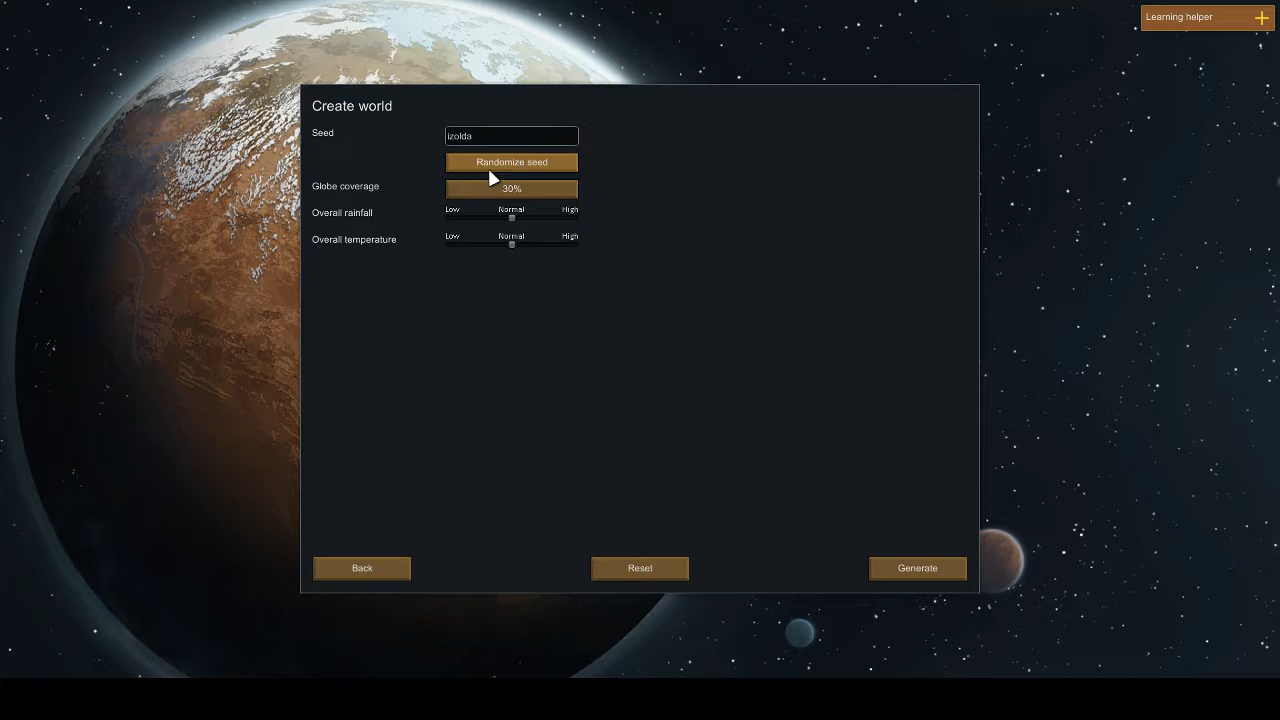 Learning helper
Create world
Seed
izolda
Randomize seed
Globe coverage
30%
Overall rainfall
Low Normal High
Overall temperature
Low Normal High
Back
Reset
Generate